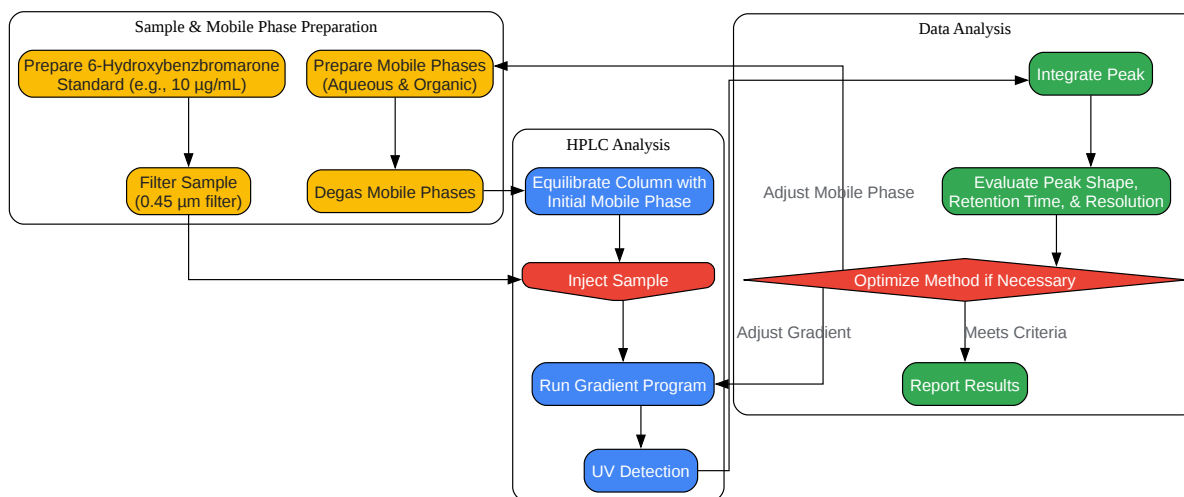 Sample & Mobile Phase Preparation
Prepare 6-Hydroxybenzbromarone
Standard (e.g., 10 µg/mL)
Prepare Mobile Phases
(Aqueous & Organic)
Filter Sample
(0.45 µm filter)
Degas Mobile Phases
HPLC Analysis
Equilibrate Column with
Initial Mobile Phase
Inject Sample
Run Gradient Program
UV Detection
Data Analysis
Integrate Peak
Evaluate Peak Shape,
Retention Time, & Resolution
Optimize Method if Necessary
Adjust Mobile Phase
Adjust Gradient
Meets Criteria
Report Results